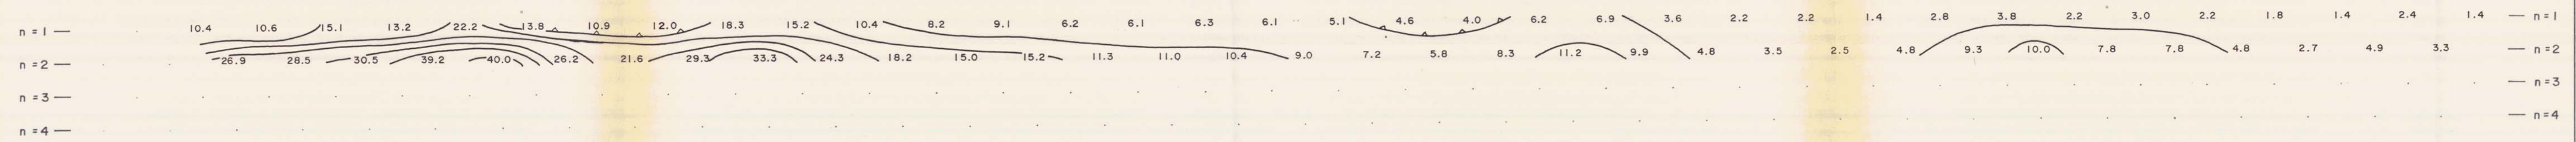 n = 1 — 10.4 10.6 15.1 13.2 22.2 13.8 10.9 12.0 18.3 15.2 10.4 8.2 9.1 6.2 6.1 6.3 6.1 5.1 4.6 4.0 6.2 6.9 3.6 2.2 2.2 1.4 2.8 3.8 2.2 3.0 2.2 1.8 1.4 2.4 1.4 — n = 1
n = 2 — 26.9 28.5 30.5 39.2 40.0 26.2 21.6 29.3 33.3 24.3 18.2 15.0 15.2 11.3 11.0 10.4 9.0 7.2 5.8 8.3 11.2 9.9 4.8 3.5 2.5 4.8 9.3 10.0 7.8 7.8 4.8 2.7 4.9 3.3 — n = 2
n = 3 — — n = 3
n = 4 — — n = 4